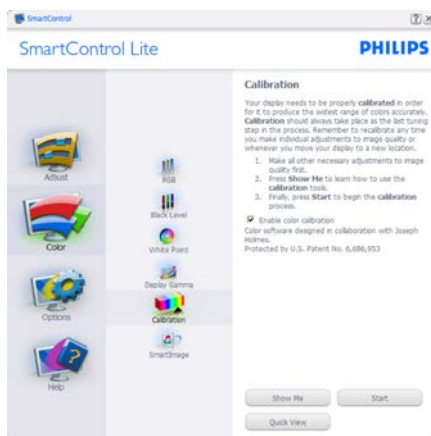 SmartControl
SmartControl Lite
PHILIPS
Adjust
Color
Options
Help
RGB
Black Level
White Point
Display Gamma
Calibration
SmartImage
Calibration
Your display needs to be properly calibrated in order
for it to produce the widest range of colors accurately.
Calibration should always take place as the last tuning
step in the process. Remember to recalibrate any time
you make individual adjustments to image quality or
whenever you move your display to a new location.
1. Make all other necessary adjustments to image
quality first.
2. Press Show Me to learn how to use the
calibration tools.
3. Finally, press Start to begin the calibration
process.
Enable color calibration
Color software designed in collaboration with Joseph
Holmes.
Protected by U.S. Patent No. 6,686,953
Show Me
Start
Quick View